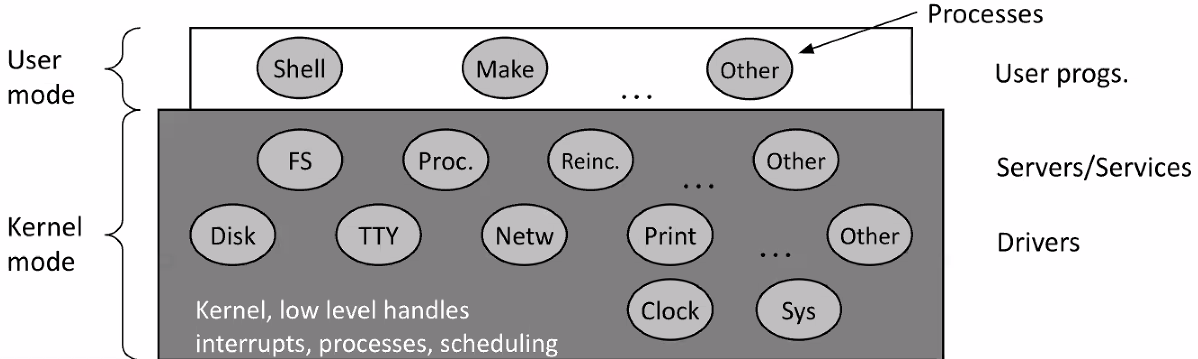 Processes
User
mode
Shell
Make
Other
...
User progs.
FS
Proc.
Reinc.
Other
...
Servers/Services
Kernel
mode
Disk
TTY
Netw
Print
Other
...
Drivers
Clock
Sys
Kernel, low level handles
interrupts, processes, scheduling